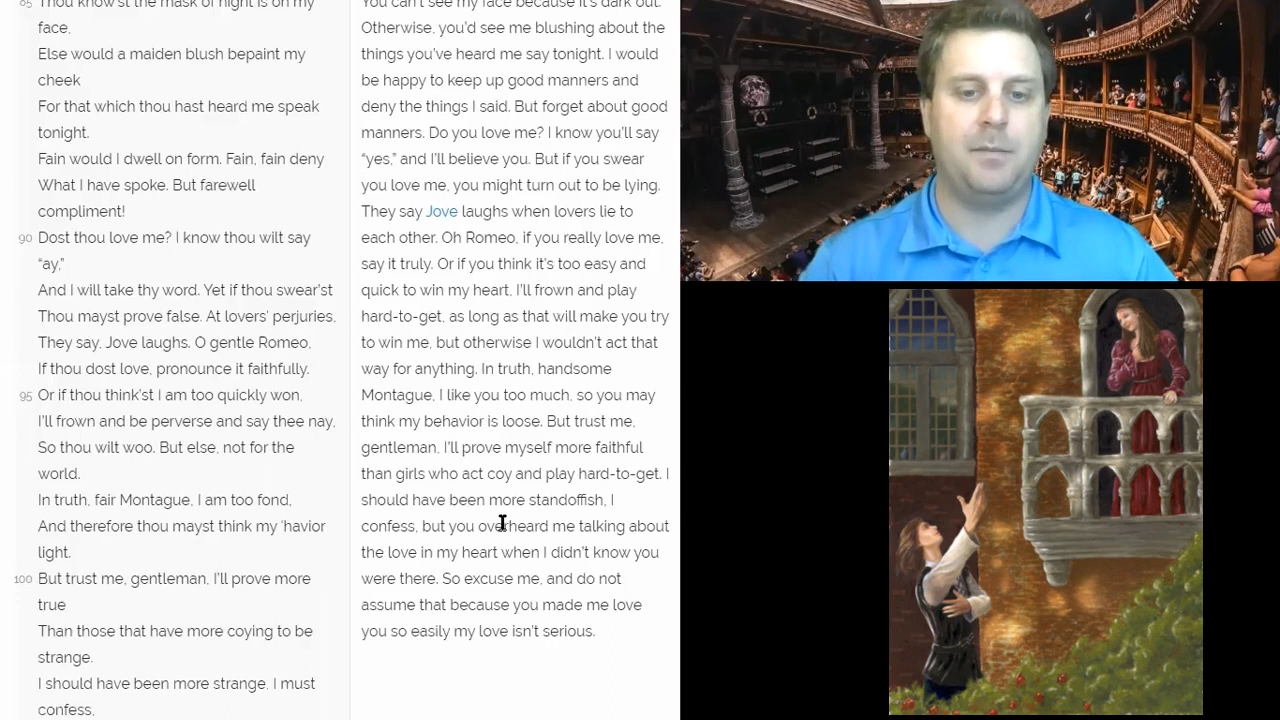 85 Thou know'st the mask of night is on my
face,
Else would a maiden blush bepaint my
cheek
For that which thou hast heard me speak
tonight.
Fain would I dwell on form. Fain, fain deny
What I have spoke. But farewell
compliment!
90 Dost thou love me? I know thou wilt say
“ay,”
And I will take thy word. Yet if thou swear'st
Thou mayst prove false. At lovers' perjuries,
They say, Jove laughs. O gentle Romeo,
If thou dost love, pronounce it faithfully.
95 Or if thou think'st I am too quickly won,
I'll frown and be perverse and say thee nay,
So thou wilt woo. But else, not for the
world.
In truth, fair Montague, I am too fond,
And therefore thou mayst think my 'havior
light.
100 But trust me, gentleman, I'll prove more
true
Than those that have more coying to be
strange.
I should have been more strange, I must
confess,
You can't see my face because it's dark out.
Otherwise, you'd see me blushing about the
things you've heard me say tonight. I would
be happy to keep up good manners and
deny the things I said. But forget about good
manners. Do you love me? I know you'll say
“yes,” and I'll believe you. But if you swear
you love me, you might turn out to be lying.
They say Jove laughs when lovers lie to
each other. Oh Romeo, if you really love me,
say it truly. Or if you think it's too easy and
quick to win my heart, I'll frown and play
hard-to-get, as long as that will make you try
to win me, but otherwise I wouldn't act that
way for anything. In truth, handsome
Montague, I like you too much, so you may
think my behavior is loose. But trust me,
gentleman, I'll prove myself more faithful
than girls who act coy and play hard-to-get. I
should have been more standoffish, I
confess, but you overheard me talking about
the love in my heart when I didn't know you
were there. So excuse me, and do not
assume that because you made me love
you so easily my love isn't serious.